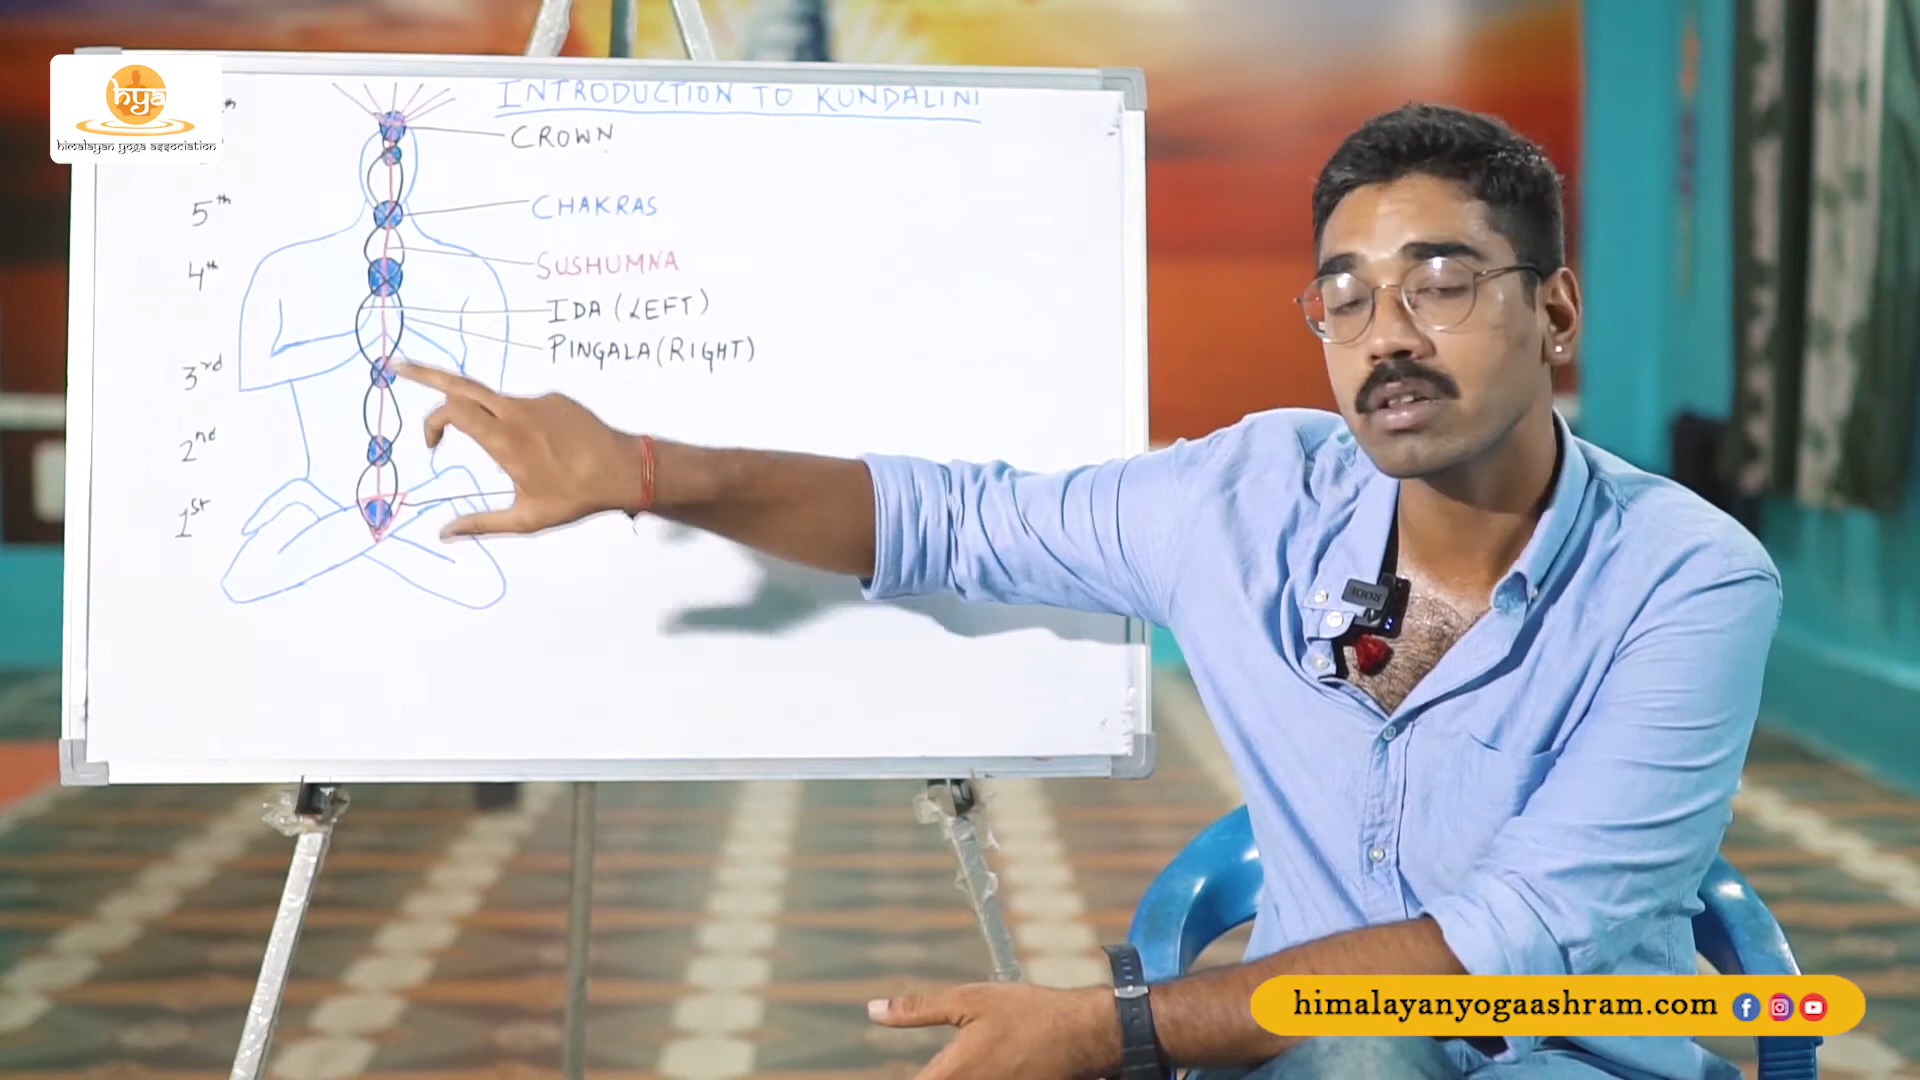 hya
himalayan yoga association
INTRODUCTION TO KUNDALINI
CROWN
CHAKRAS
5th
SUSHUMNA
4th
IDA (LEFT)
PINGALA (RIGHT)
3rd
2nd
1st
RODE
himalayanyogaashram.com